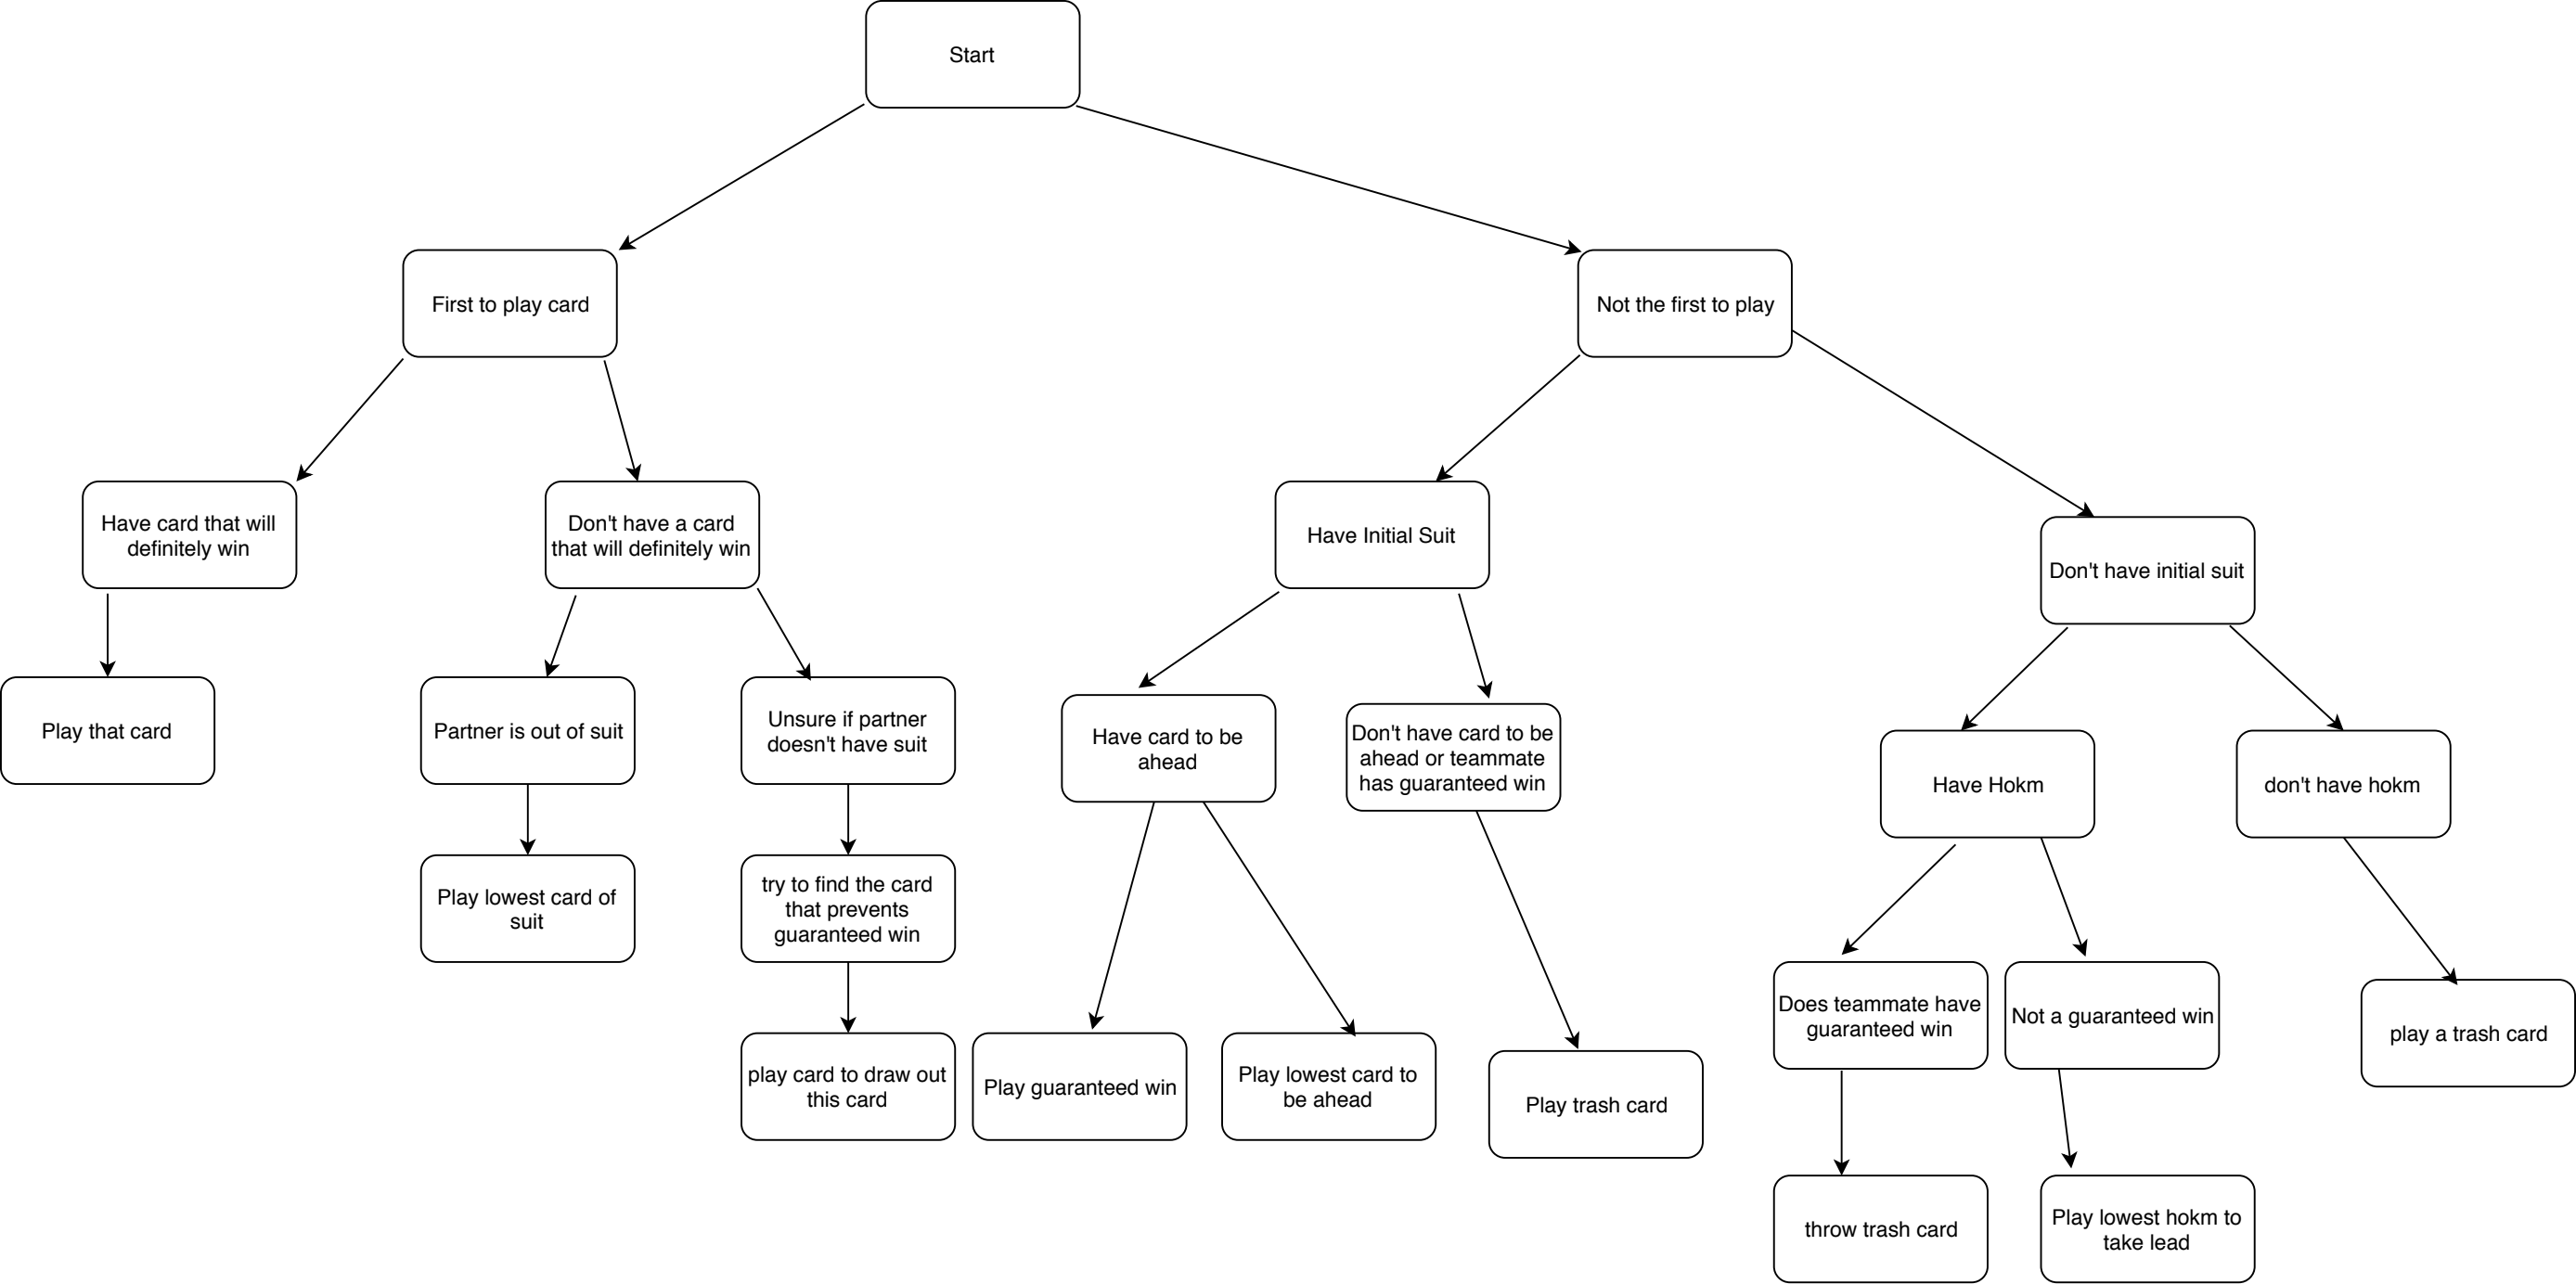 Start
First to play card
Not the first to play
Have card that will
definitely win
Don't have a card
that will definitely win
Have Initial Suit
Don't have initial suit
Play that card
Partner is out of suit
Unsure if partner
doesn't have suit
Have card to be
ahead
Don't have card to be
ahead or teammate
has guaranteed win
Have Hokm
don't have hokm
Play lowest card of
suit
try to find the card
that prevents
guaranteed win
Does teammate have
guaranteed win
Not a guaranteed win
play a trash card
play card to draw out
this card
Play guaranteed win
Play lowest card to
be ahead
Play trash card
throw trash card
Play lowest hokm to
take lead